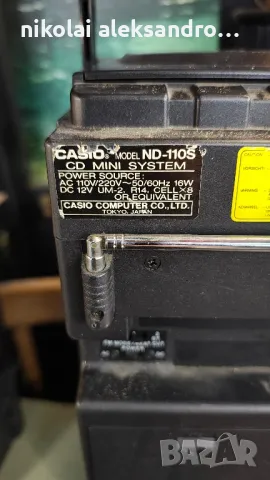 nikolai aleksandro...
CASIO® MODEL ND-110S
CD MINI SYSTEM
POWER SOURCE:
AC 110V/220V~50/60Hz 16W
DC 12V UM-2, R14, CELL×8
OR EQUIVALENT
CASIO COMPUTER CO., LTD.
TOKYO, JAPAN
BAZAR
bg